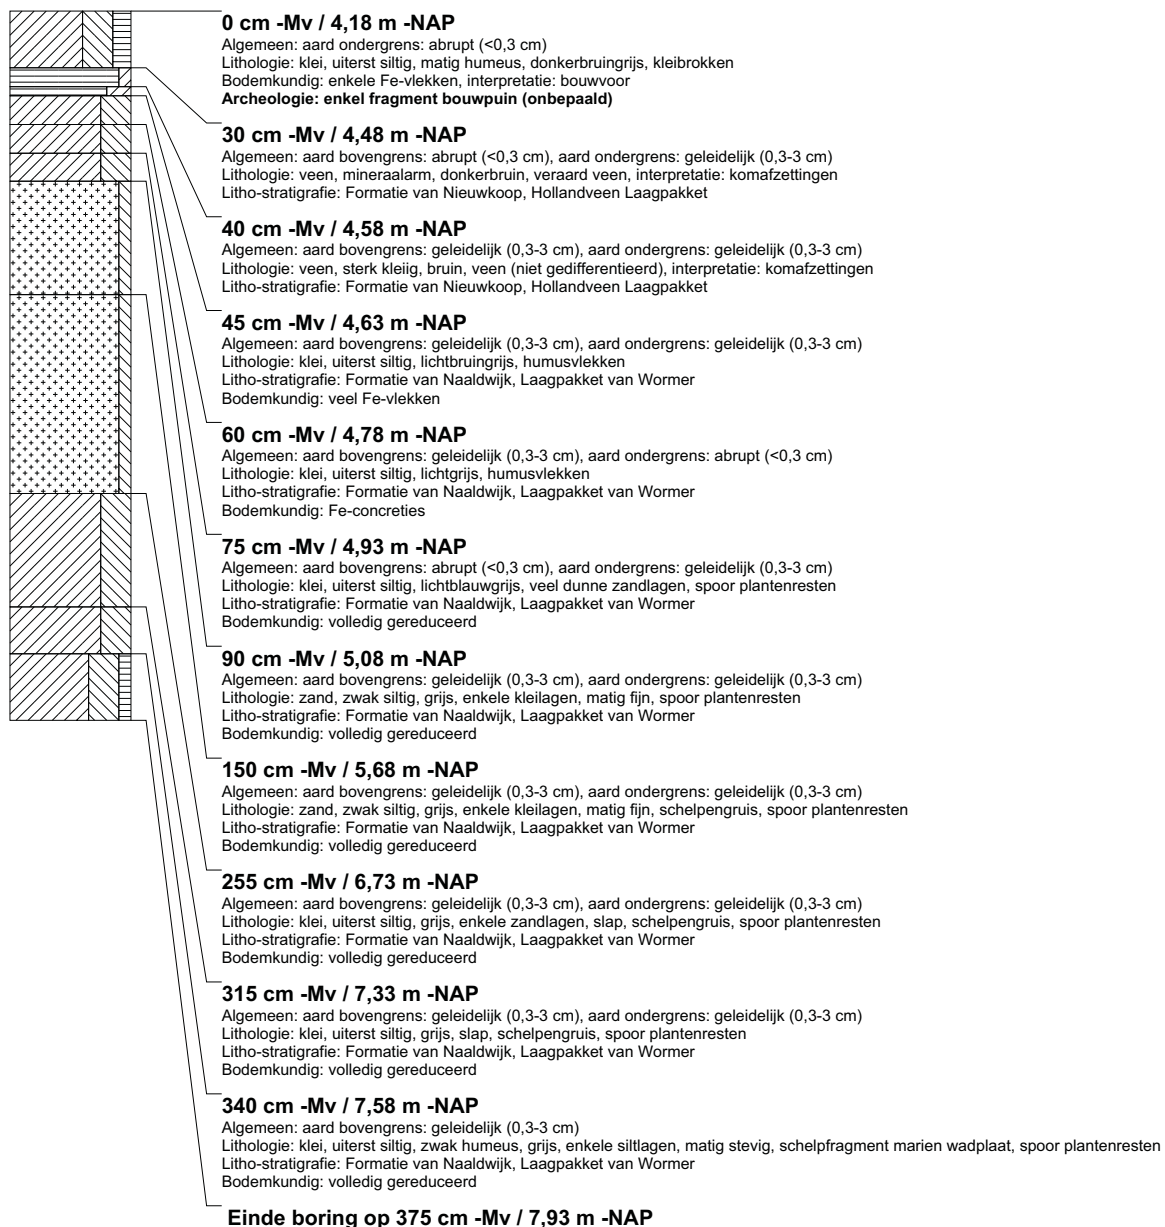 0 cm -Mv / 4,18 m -NAP
Algemeen: aard ondergrens: abrupt (<0,3 cm)
Lithologie: klei, uiterst siltig, matig humeus, donkerbruingrijs, kleibrokken
Bodemkundig: enkele Fe-vlekken, interpretatie: bouwvoor
Archeologie: enkel fragment bouwpuin (onbepaald)
30 cm -Mv / 4,48 m -NAP
Algemeen: aard bovengrens: abrupt (<0,3 cm), aard ondergrens: geleidelijk (0,3-3 cm)
Lithologie: veen, mineraalarm, donkerbruin, veraard veen, interpretatie: komafzettingen
Litho-stratigrafie: Formatie van Nieuwkoop, Hollandveen Laagpakket
40 cm -Mv / 4,58 m -NAP
Algemeen: aard bovengrens: geleidelijk (0,3-3 cm), aard ondergrens: geleidelijk (0,3-3 cm)
Lithologie: veen, sterk kleiig, bruin, veen (niet gedifferentieerd), interpretatie: komafzettingen
Litho-stratigrafie: Formatie van Nieuwkoop, Hollandveen Laagpakket
45 cm -Mv / 4,63 m -NAP
Algemeen: aard bovengrens: geleidelijk (0,3-3 cm), aard ondergrens: geleidelijk (0,3-3 cm)
Lithologie: klei, uiterst siltig, lichtbruingrijs, humusvlekken
Litho-stratigrafie: Formatie van Naaldwijk, Laagpakket van Wormer
Bodemkundig: veel Fe-vlekken
60 cm -Mv / 4,78 m -NAP
Algemeen: aard bovengrens: geleidelijk (0,3-3 cm), aard ondergrens: abrupt (<0,3 cm)
Lithologie: klei, uiterst siltig, lichtgrijs, humusvlekken
Litho-stratigrafie: Formatie van Naaldwijk, Laagpakket van Wormer
Bodemkundig: Fe-concreties
75 cm -Mv / 4,93 m -NAP
Algemeen: aard bovengrens: abrupt (<0,3 cm), aard ondergrens: geleidelijk (0,3-3 cm)
Lithologie: klei, uiterst siltig, lichtblauwgrijs, veel dunne zandlagen, spoor plantenresten
Litho-stratigrafie: Formatie van Naaldwijk, Laagpakket van Wormer
Bodemkundig: volledig gereduceerd
90 cm -Mv / 5,08 m -NAP
Algemeen: aard bovengrens: geleidelijk (0,3-3 cm), aard ondergrens: geleidelijk (0,3-3 cm)
Lithologie: zand, zwak siltig, grijs, enkele kleilagen, matig fijn, spoor plantenresten
Litho-stratigrafie: Formatie van Naaldwijk, Laagpakket van Wormer
Bodemkundig: volledig gereduceerd
150 cm -Mv / 5,68 m -NAP
Algemeen: aard bovengrens: geleidelijk (0,3-3 cm), aard ondergrens: geleidelijk (0,3-3 cm)
Lithologie: zand, zwak siltig, grijs, enkele kleilagen, matig fijn, schelpengruis, spoor plantenresten
Litho-stratigrafie: Formatie van Naaldwijk, Laagpakket van Wormer
Bodemkundig: volledig gereduceerd
255 cm -Mv / 6,73 m -NAP
Algemeen: aard bovengrens: geleidelijk (0,3-3 cm), aard ondergrens: geleidelijk (0,3-3 cm)
Lithologie: klei, uiterst siltig, grijs, enkele zandlagen, slap, schelpengruis, spoor plantenresten
Litho-stratigrafie: Formatie van Naaldwijk, Laagpakket van Wormer
Bodemkundig: volledig gereduceerd
315 cm -Mv / 7,33 m -NAP
Algemeen: aard bovengrens: geleidelijk (0,3-3 cm), aard ondergrens: geleidelijk (0,3-3 cm)
Lithologie: klei, uiterst siltig, grijs, slap, schelpengruis, spoor plantenresten
Litho-stratigrafie: Formatie van Naaldwijk, Laagpakket van Wormer
Bodemkundig: volledig gereduceerd
340 cm -Mv / 7,58 m -NAP
Algemeen: aard bovengrens: geleidelijk (0,3-3 cm)
Lithologie: klei, uiterst siltig, zwak humeus, grijs, enkele siltlagen, matig stevig, schelpfragment marien wadplaat, spoor plantenresten
Litho-stratigrafie: Formatie van Naaldwijk, Laagpakket van Wormer
Bodemkundig: volledig gereduceerd
Einde boring op 375 cm -Mv / 7,93 m -NAP